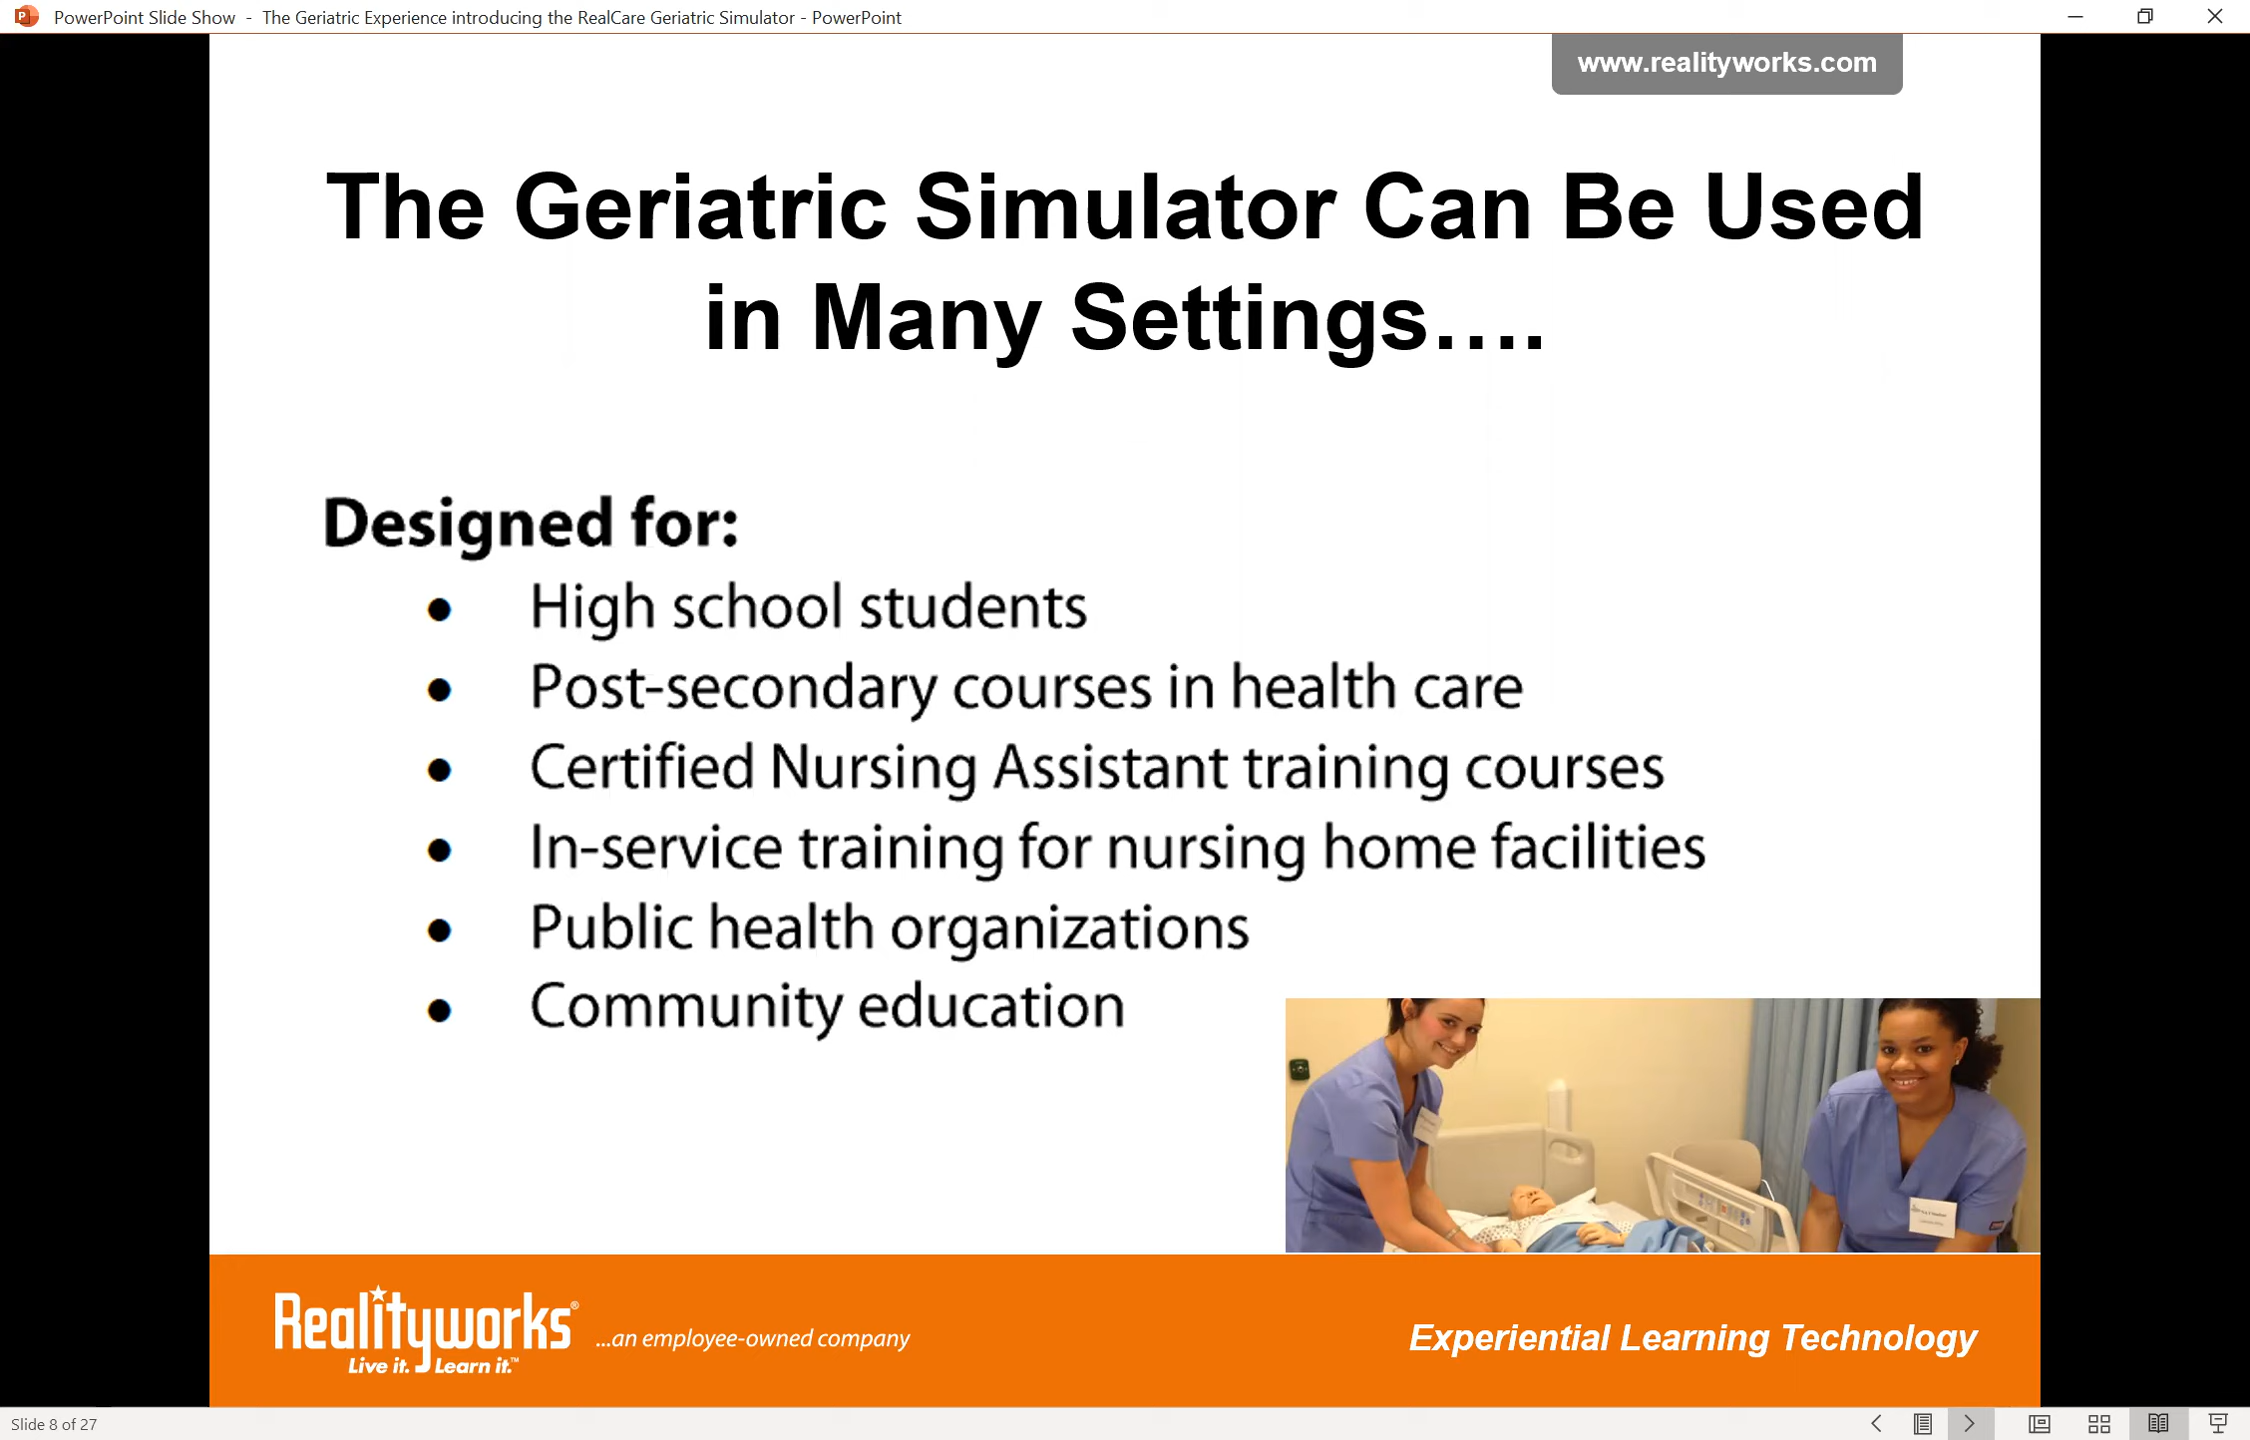 PowerPoint Slide Show - The Geriatric Experience introducing the RealCare Geriatric Simulator - PowerPoint
www.realityworks.com
The Geriatric Simulator Can Be Used
in Many Settings….
Designed for:
● High school students
● Post-secondary courses in health care
● Certified Nursing Assistant training courses
● In-service training for nursing home facilities
● Public health organizations
● Community education
Realityworks® ...an employee-owned company
Live it. Learn it.™
Experiential Learning Technology
Slide 8 of 27